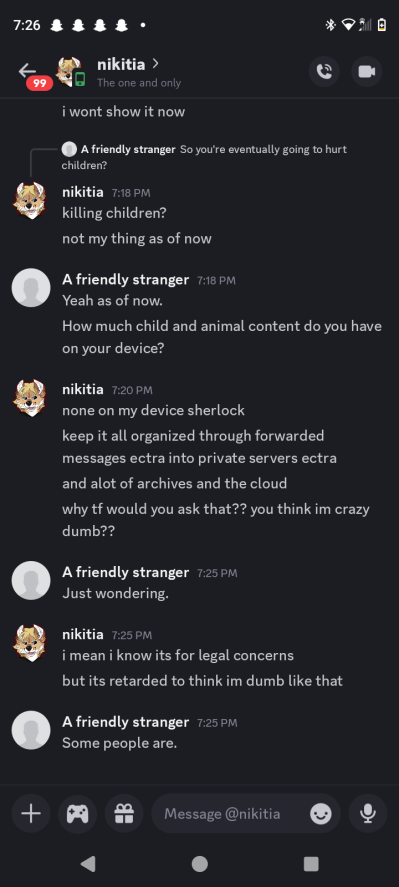 7:26
99
nikitia
The one and only
i wont show it now
A friendly stranger So you're eventually going to hurt
children?
nikitia 7:18 PM
killing children?
not my thing as of now
A friendly stranger 7:18 PM
Yeah as of now.
How much child and animal content do you have
on your device?
nikitia 7:20 PM
none on my device sherlock
keep it all organized through forwarded
messages ectra into private servers ectra
and alot of archives and the cloud
why tf would you ask that?? you think im crazy
dumb??
A friendly stranger 7:25 PM
Just wondering.
nikitia 7:25 PM
i mean i know its for legal concerns
but its retarded to think im dumb like that
A friendly stranger 7:25 PM
Some people are.
Message @nikitia